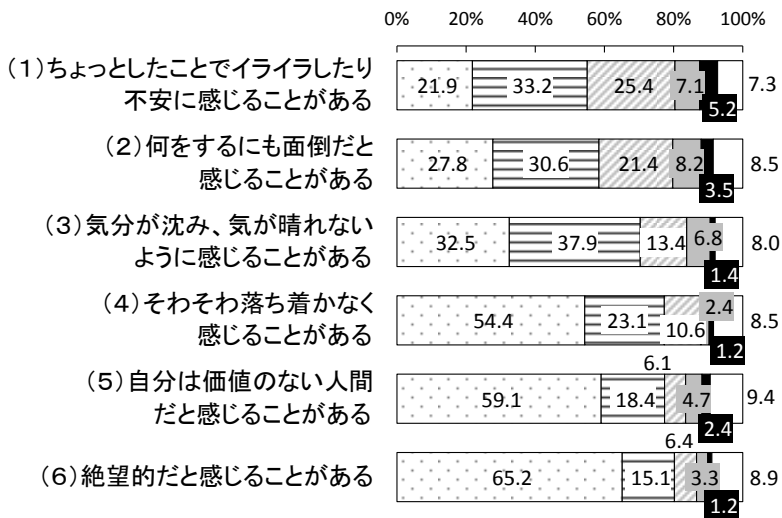 0% 20% 40% 60% 80% 100%
(1)ちょっとしたことでイライラしたり
不安に感じることがある
21.9 33.2 25.4 7.1 5.2 7.3
(2)何をするにも面倒だと
感じることがある
27.8 30.6 21.4 8.2 3.5 8.5
(3)気分が沈み、気が晴れない
ように感じることがある
32.5 37.9 13.4 6.8 1.4 8.0
(4)そわそわ落ち着かなく
感じることがある
54.4 23.1 10.6 2.4 1.2 8.5
(5)自分は価値のない人間
だと感じることがある
59.1 18.4 6.1 4.7 2.4 9.4
(6)絶望的だと感じることがある
65.2 15.1 6.4 3.3 1.2 8.9